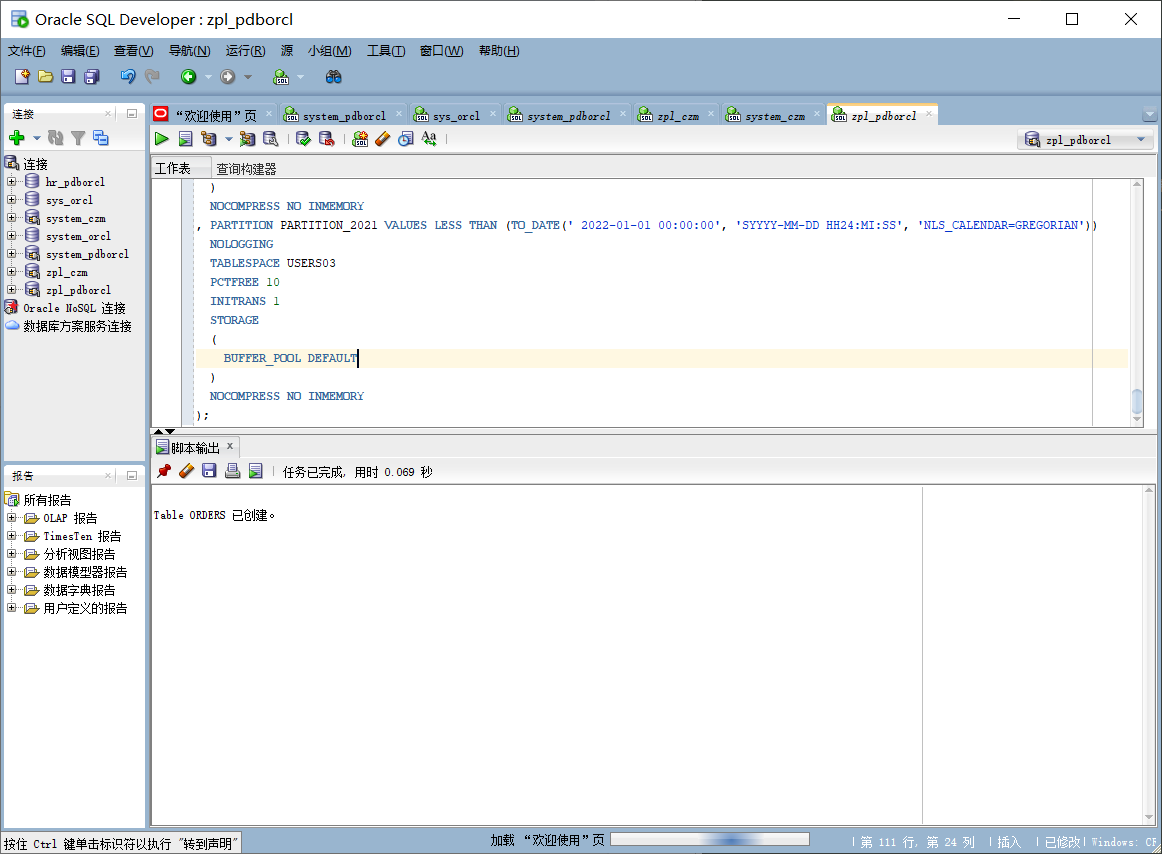 Oracle SQL Developer : zpl_pdborcl
文件(F) 编辑(E) 查看(V) 导航(N) 运行(R) 源 小组(M) 工具(T) 窗口(W) 帮助(H)
连接
连接
hr_pdborcl
sys_orcl
system_czm
system_orcl
system_pdborcl
zpl_czm
zpl_pdborcl
Oracle NoSQL 连接
数据库方案服务连接
报告
所有报告
OLAP 报告
TimesTen 报告
分析视图报告
数据模型器报告
数据字典报告
用户定义的报告
“欢迎使用”页 system_pdborcl sys_orcl system_pdborcl zpl_czm system_czm zpl_pdborcl
zpl_pdborcl
工作表 查询构建器
)
NOCOMPRESS NO INMEMORY
, PARTITION PARTITION_2021 VALUES LESS THAN (TO_DATE(' 2022-01-01 00:00:00', 'SYYYY-MM-DD HH24:MI:SS', 'NLS_CALENDAR=GREGORIAN'))
NOLOGGING
TABLESPACE USERS03
PCTFREE 10
INITRANS 1
STORAGE
(
BUFFER_POOL DEFAULT
)
NOCOMPRESS NO INMEMORY
);
脚本输出
任务已完成, 用时 0.069 秒
Table ORDERS 已创建。
按住 Ctrl 键单击标识符以执行 "转到声明"
加载 “欢迎使用”页
第 111 行, 第 24 列 插入 已修改 Windows: